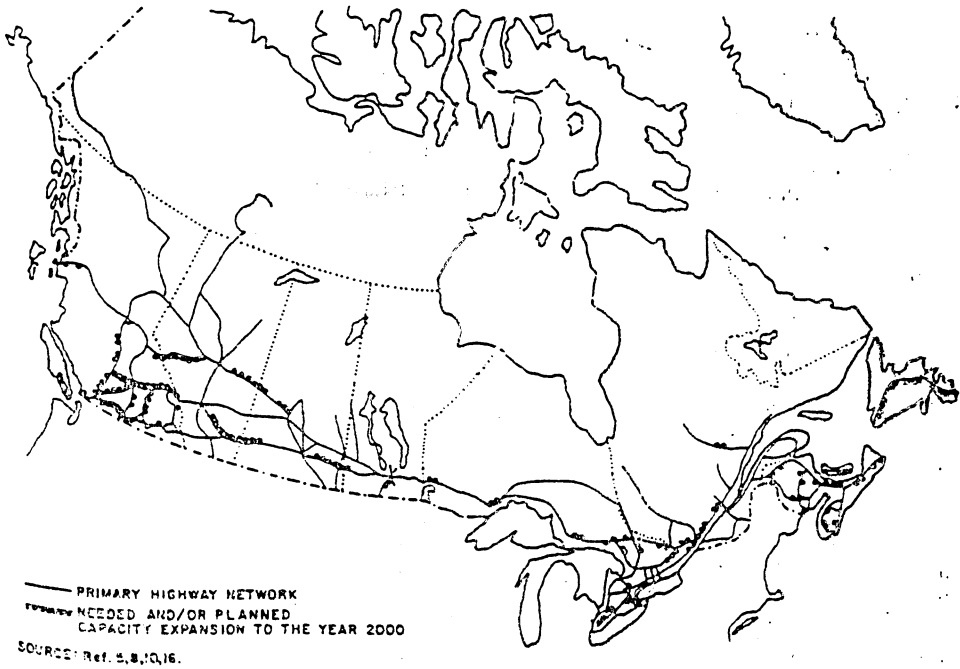 PRIMARY HIGHWAY NETWORK
NEEDED AND/OR PLANNED
CAPACITY EXPANSION TO THE YEAR 2000
SOURCE: Ref. 5,8,10,16.